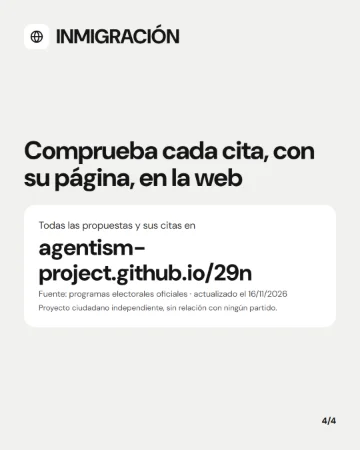 INMIGRACIÓN
Comprueba cada cita, con
su página, en la web
Todas las propuestas y sus citas en
agentism-
project.github.io/29n
Fuente: programas electorales oficiales · actualizado el 16/11/2026
Proyecto ciudadano independiente, sin relación con ningún partido.
4/4